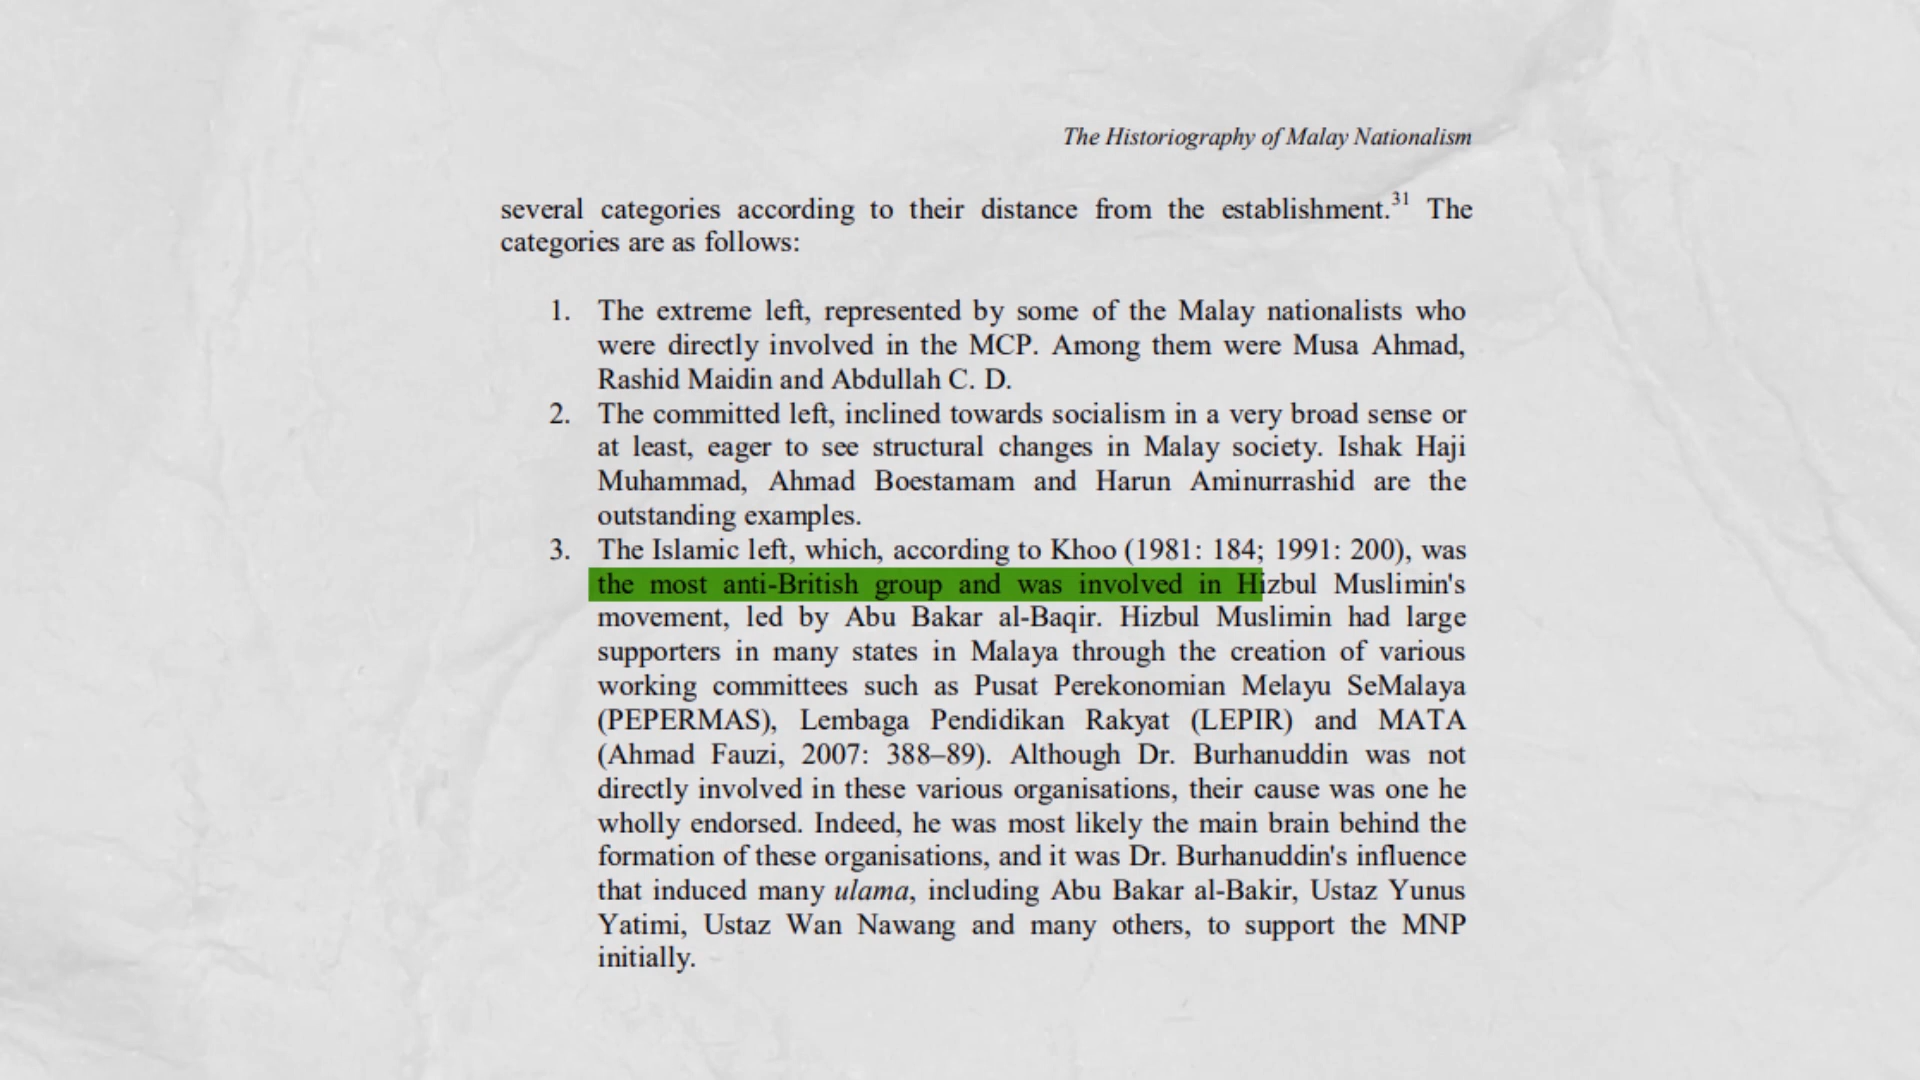 The Historiography of Malay Nationalism
several categories according to their distance from the establishment.31 The
categories are as follows:
1. The extreme left, represented by some of the Malay nationalists who
were directly involved in the MCP. Among them were Musa Ahmad,
Rashid Maidin and Abdullah C. D.
2. The committed left, inclined towards socialism in a very broad sense or
at least, eager to see structural changes in Malay society. Ishak Haji
Muhammad, Ahmad Boestamam and Harun Aminurrashid are the
outstanding examples.
3. The Islamic left, which, according to Khoo (1981: 184; 1991: 200), was
the most anti-British group and was involved in Hizbul Muslimin's
movement, led by Abu Bakar al-Baqir. Hizbul Muslimin had large
supporters in many states in Malaya through the creation of various
working committees such as Pusat Perekonomian Melayu SeMalaya
(PEPERMAS), Lembaga Pendidikan Rakyat (LEPIR) and MATA
(Ahmad Fauzi, 2007: 388–89). Although Dr. Burhanuddin was not
directly involved in these various organisations, their cause was one he
wholly endorsed. Indeed, he was most likely the main brain behind the
formation of these organisations, and it was Dr. Burhanuddin's influence
that induced many ulama, including Abu Bakar al-Bakir, Ustaz Yunus
Yatimi, Ustaz Wan Nawang and many others, to support the MNP
initially.